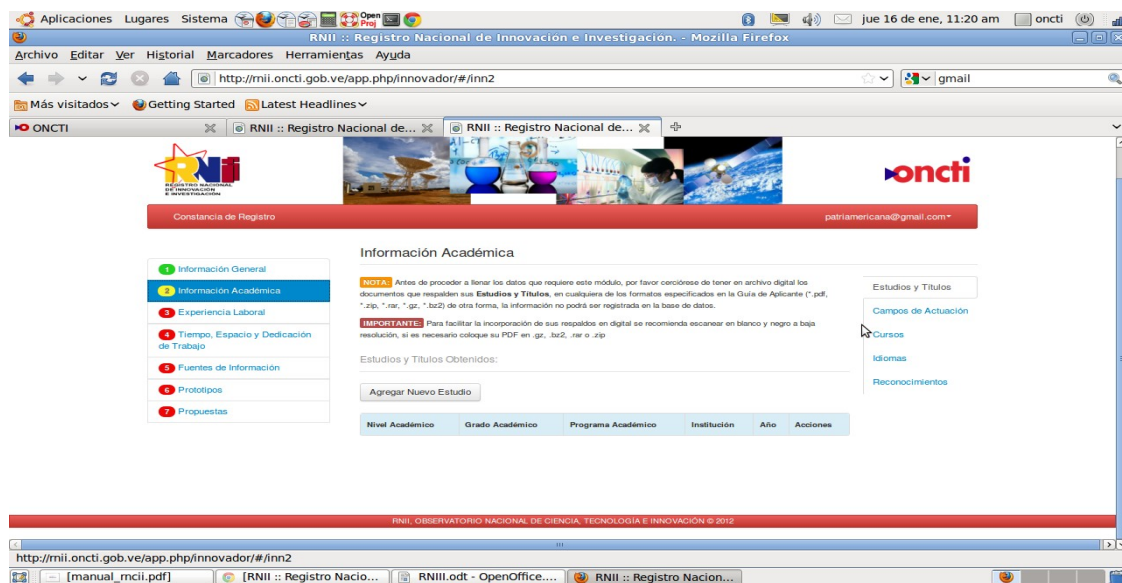 Aplicaciones Lugares Sistema Open Proj jue 16 de ene, 11:20 am oncti
RNII :: Registro Nacional de Innovación e Investigación. - Mozilla Firefox
Archivo Editar Ver Historial Marcadores Herramientas Ayuda
http://rnii.oncti.gob.ve/app.php/innovador/#/inn2 gmail
Más visitados Getting Started Latest Headlines
ONCTI RNII :: Registro Nacional de... RNII :: Registro Nacional de...
RNII
REGISTRO NACIONAL
DE INNOVACIÓN
E INVESTIGACIÓN
oncti
Constancia de Registro patriamericana@gmail.com
1 Información General
2 Información Académica
3 Experiencia Laboral
4 Tiempo, Espacio y Dedicación
de Trabajo
5 Fuentes de Información
6 Prototipos
7 Propuestas
Información Académica
NOTA: Antes de proceder a llenar los datos que requiere este módulo, por favor cerciórese de tener en archivo digital los
documentos que respalden sus Estudios y Títulos, en cualquiera de los formatos especificados en la Guía de Aplicante (*.pdf,
*.zip, *.rar, *.gz, *.bz2) de otra forma, la información no podrá ser registrada en la base de datos.
IMPORTANTE: Para facilitar la incorporación de sus respaldos en digital se recomienda escanear en blanco y negro a baja
resolución, si es necesario coloque su PDF en .gz, .bz2, .rar o .zip
Estudios y Títulos Obtenidos:
Agregar Nuevo Estudio
Nivel Académico Grado Académico Programa Académico Institución Año Acciones
Estudios y Títulos
Campos de Actuación
Cursos
Idiomas
Reconocimientos
RNII, OBSERVATORIO NACIONAL DE CIENCIA, TECNOLOGÍA E INNOVACIÓN © 2012
http://rnii.oncti.gob.ve/app.php/innovador/#/inn2
[manual_rncii.pdf] [RNII :: Registro Nacio... RNIII.odt - OpenOffice.... RNII :: Registro Nacion...